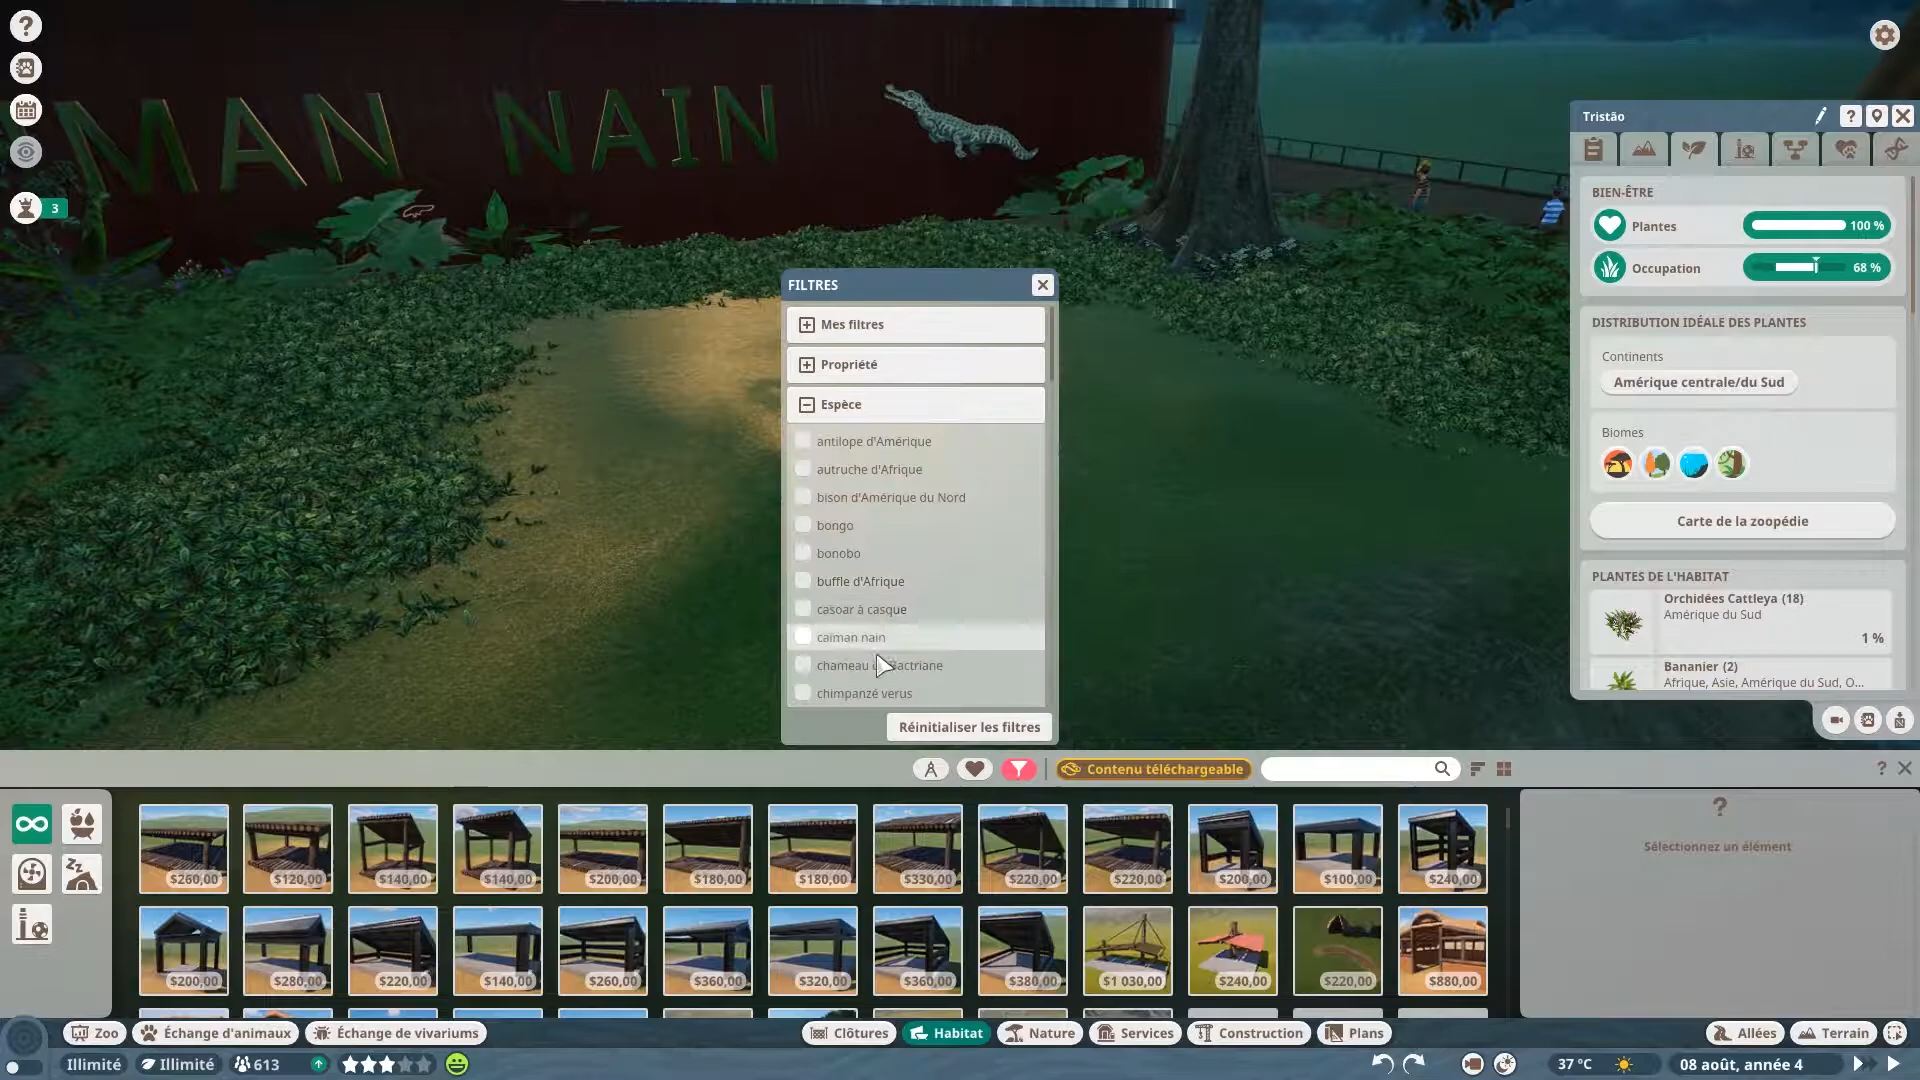 ?
MAN NAIN
3
Tristão
?
BIEN-ÊTRE
Plantes
100 %
Occupation
68 %
DISTRIBUTION IDÉALE DES PLANTES
Continents
Amérique centrale/du Sud
Biomes
Carte de la zoopédie
PLANTES DE L'HABITAT
Orchidées Cattleya (18)
Amérique du Sud
1 %
Bananier (2)
Afrique, Asie, Amérique du Sud, O...
FILTRES
Mes filtres
Propriété
Espèce
antilope d'Amérique
autruche d'Afrique
bison d'Amérique du Nord
bongo
bonobo
buffle d'Afrique
casoar à casque
caïman nain
chameau
Bactriane
chimpanzé verus
Réinitialiser les filtres
Contenu téléchargeable
?
$260,00
$120,00
$140,00
$140,00
$200,00
$180,00
$180,00
$330,00
$220,00
$220,00
$200,00
$100,00
$240,00
$200,00
$280,00
$220,00
$140,00
$260,00
$360,00
$320,00
$360,00
$380,00
$1 030,00
$240,00
$220,00
$880,00
?
Sélectionnez un élément
Zoo
Échange d'animaux
Échange de vivariums
Clôtures
Habitat
Nature
Services
Construction
Plans
Allées
Terrain
Illimité
Illimité
613
37 °C
08 août, année 4